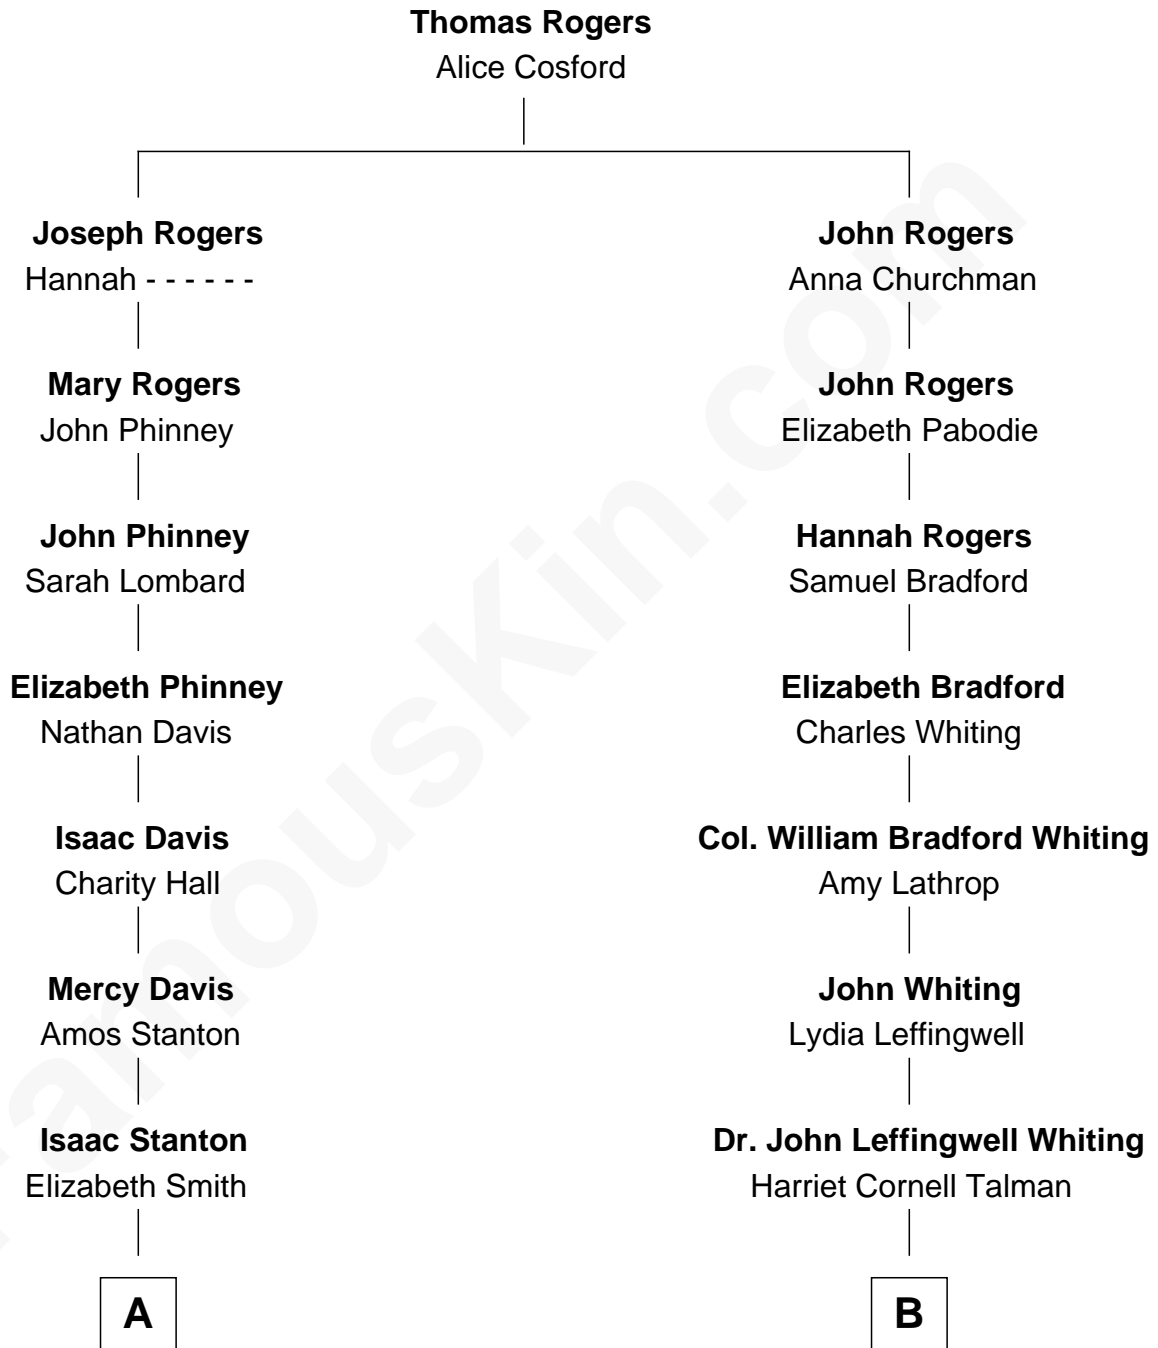 Thomas Rogers
Alice Cosford
Joseph Rogers
Hannah - - - - - -
John Rogers
Anna Churchman
Mary Rogers
John Phinney
John Rogers
Elizabeth Pabodie
John Phinney
Sarah Lombard
Hannah Rogers
Samuel Bradford
Elizabeth Phinney
Nathan Davis
Elizabeth Bradford
Charles Whiting
Isaac Davis
Charity Hall
Col. William Bradford Whiting
Amy Lathrop
Mercy Davis
Amos Stanton
John Whiting
Lydia Leffingwell
Isaac Stanton
Elizabeth Smith
Dr. John Leffingwell Whiting
Harriet Cornell Talman
A
B
FamousKin.com